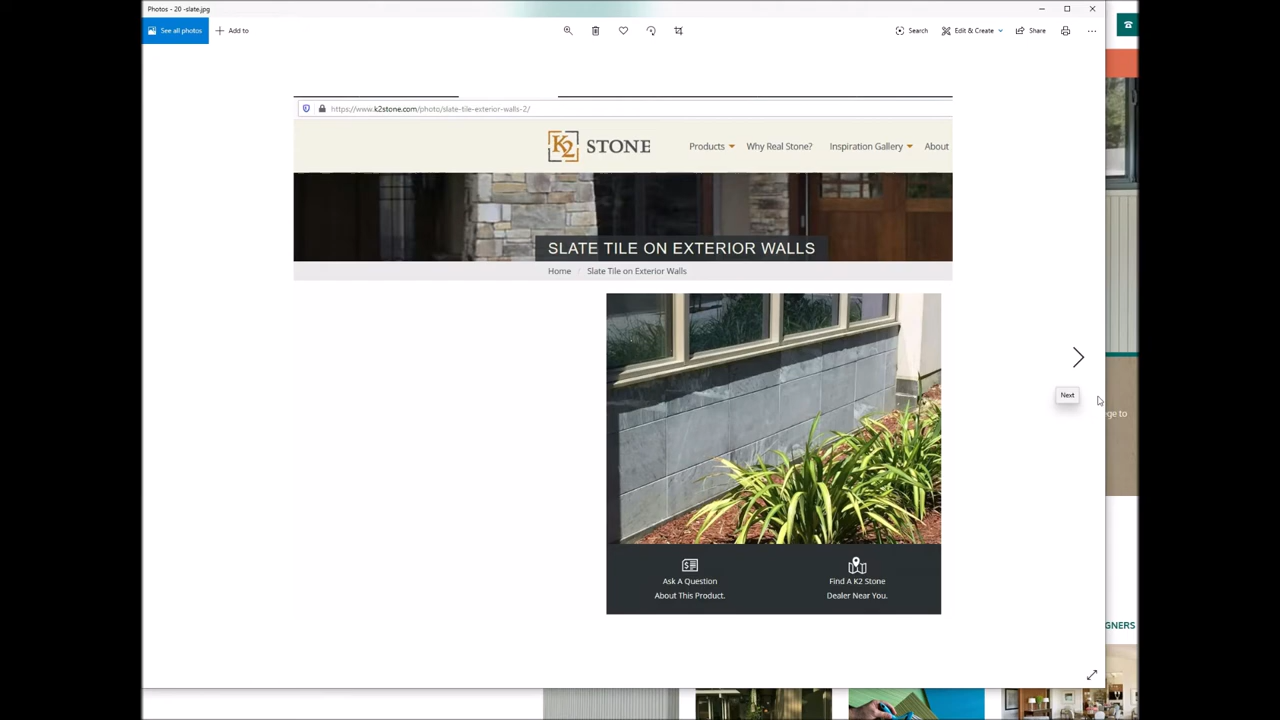 Photos - 20 -slate.jpg
See all photos
Add to
Search
Edit & Create
Share
https://www.k2stone.com/photo/slate-tile-exterior-walls-2/
K2 STONE
Products
Why Real Stone?
Inspiration Gallery
About
SLATE TILE ON EXTERIOR WALLS
Home / Slate Tile on Exterior Walls
Next
ege to
Ask A Question
About This Product.
Find A K2 Stone
Dealer Near You.
GNERS